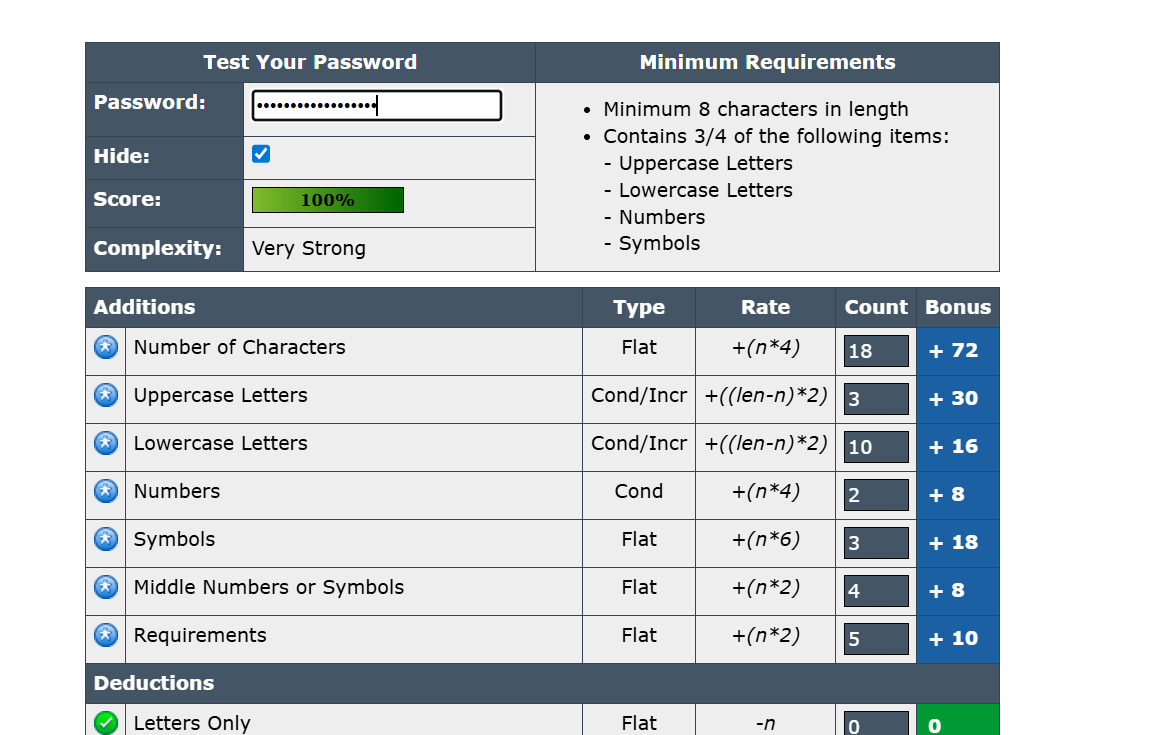 Test Your Password Minimum Requirements
Password: ••••••••••••••••••
Hide:
Score: 100%
Complexity: Very Strong
• Minimum 8 characters in length
• Contains 3/4 of the following items:
- Uppercase Letters
- Lowercase Letters
- Numbers
- Symbols
Additions Type Rate Count Bonus
Number of Characters Flat +(n*4) 18 + 72
Uppercase Letters Cond/Incr +((len-n)*2) 3 + 30
Lowercase Letters Cond/Incr +((len-n)*2) 10 + 16
Numbers Cond +(n*4) 2 + 8
Symbols Flat +(n*6) 3 + 18
Middle Numbers or Symbols Flat +(n*2) 4 + 8
Requirements Flat +(n*2) 5 + 10
Deductions
Letters Only Flat -n 0 0